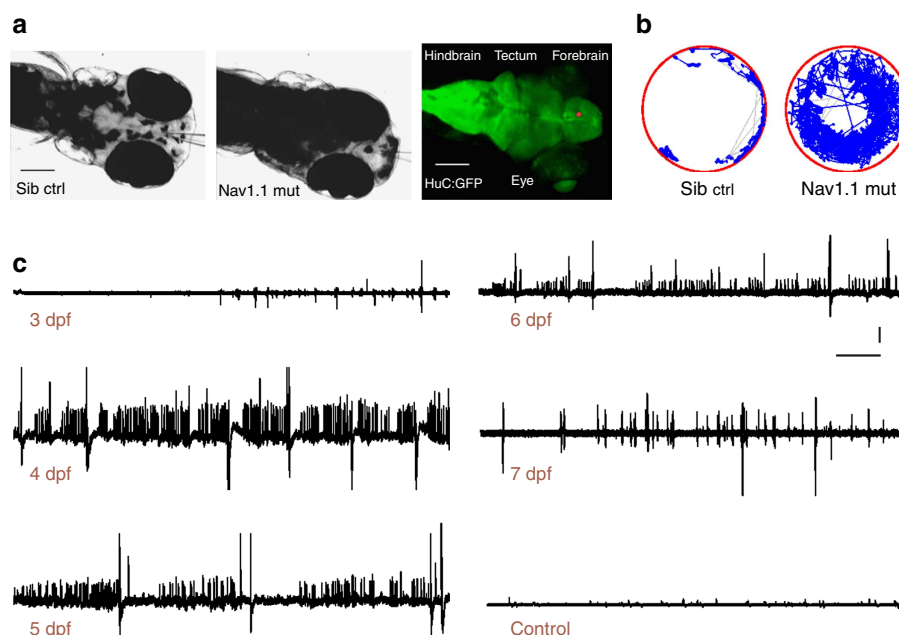 a
b
Hindbrain Tectum Forebrain
Sib ctrl
Nav1.1 mut
HuC:GFP
Eye
Sib ctrl
Nav1.1 mut
c
3 dpf
6 dpf
4 dpf
7 dpf
5 dpf
Control